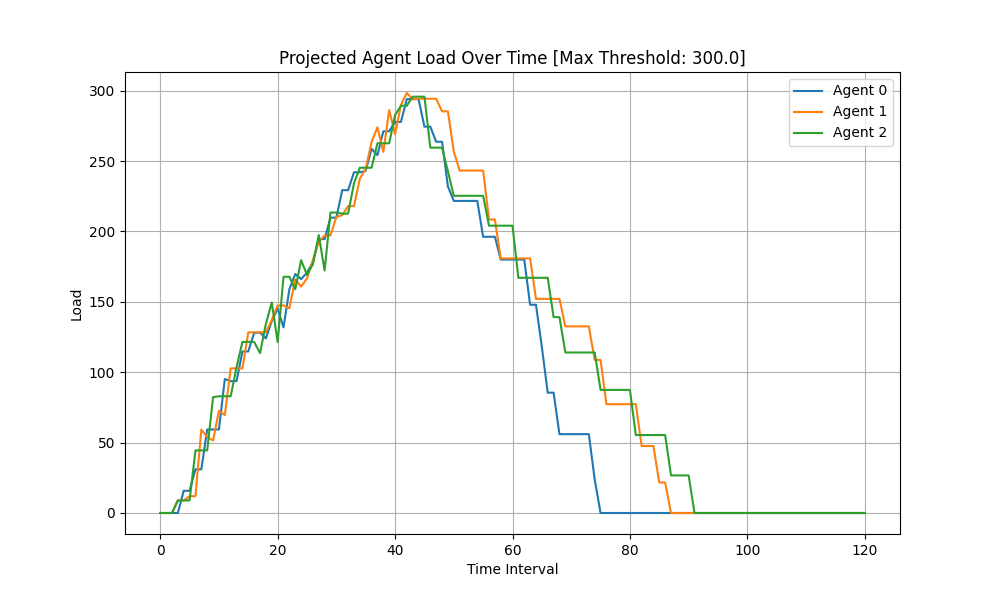 Projected Agent Load Over Time [Max Threshold: 300.0]
Agent 0
Agent 1
Agent 2
Load
300
250
200
150
100
50
0
0 20 40 60 80 100 120
Time Interval